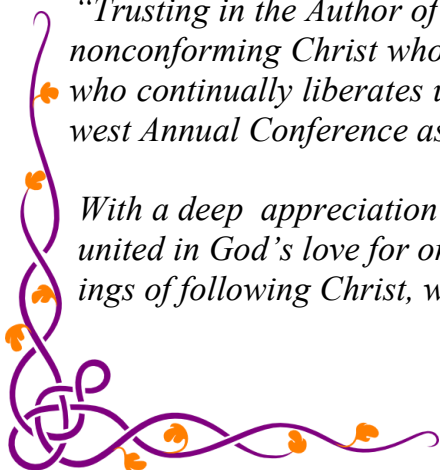 “Trusting in the Author of
nonconforming Christ who
who continually liberates u
west Annual Conference as
With a deep appreciation
united in God’s love for or
ings of following Christ, w